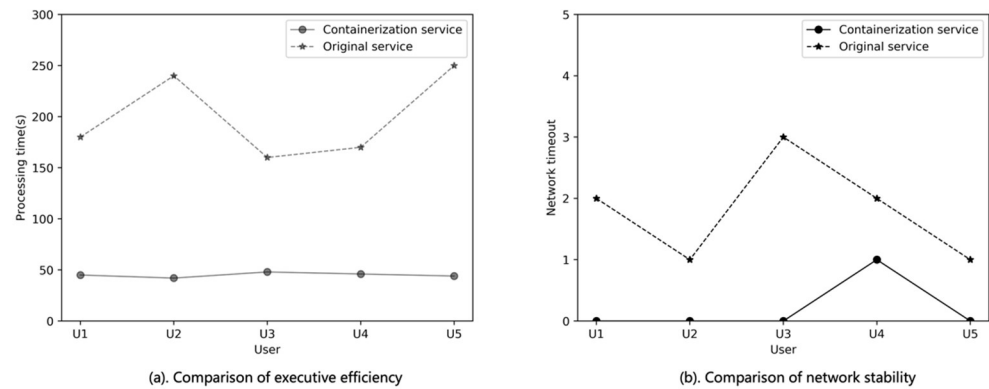 300
250
200
150
100
50
0
Processing time(s)
Containerization service
Original service
U1 U2 U3 U4 U5
User
(a). Comparison of executive efficiency
5
4
3
2
1
0
Network timeout
Containerization service
Original service
U1 U2 U3 U4 U5
User
(b). Comparison of network stability